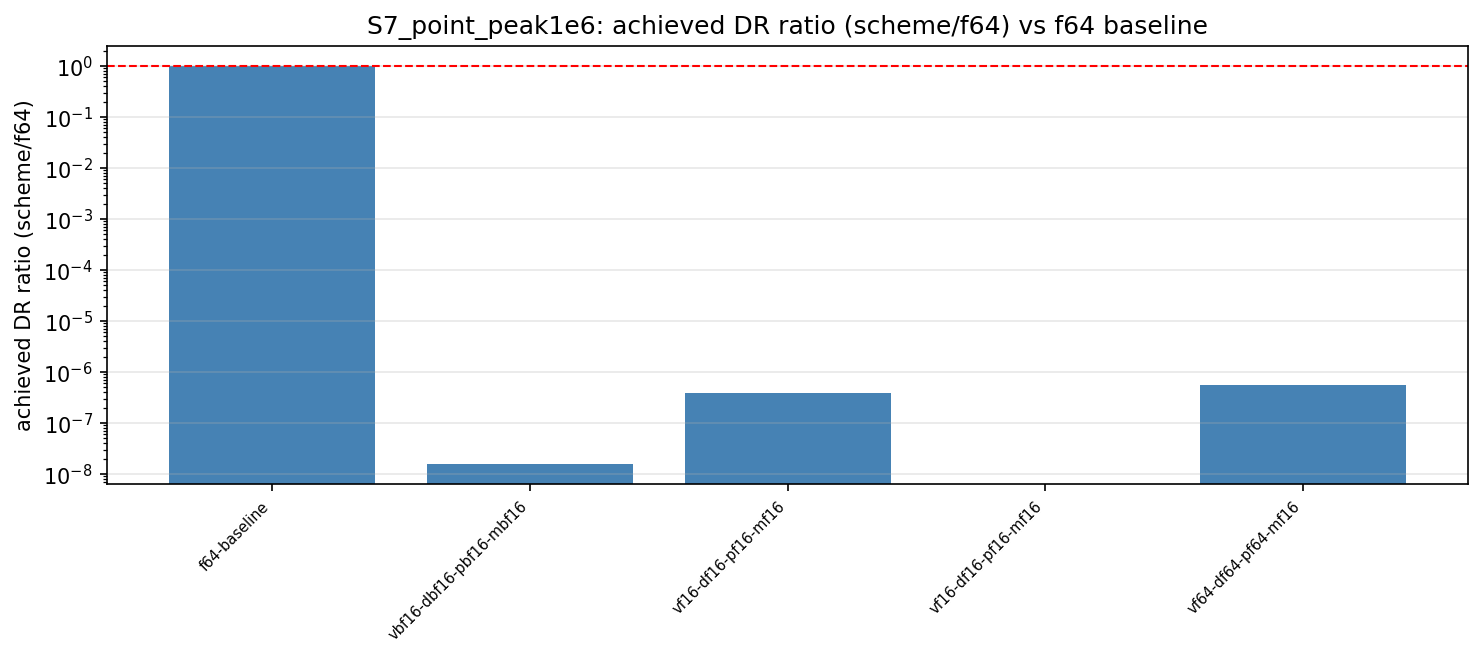 S7_point_peak1e6: achieved DR ratio (scheme/f64) vs f64 baseline
achieved DR ratio (scheme/f64)
10⁰
10⁻¹
10⁻²
10⁻³
10⁻⁴
10⁻⁵
10⁻⁶
10⁻⁷
10⁻⁸
f64-baseline
vbf16-dbf16-pbf16-mbf16
vf16-df16-pf16-mf16
vf16-df16-pf16-mf16
vf64-df64-pf64-mf16